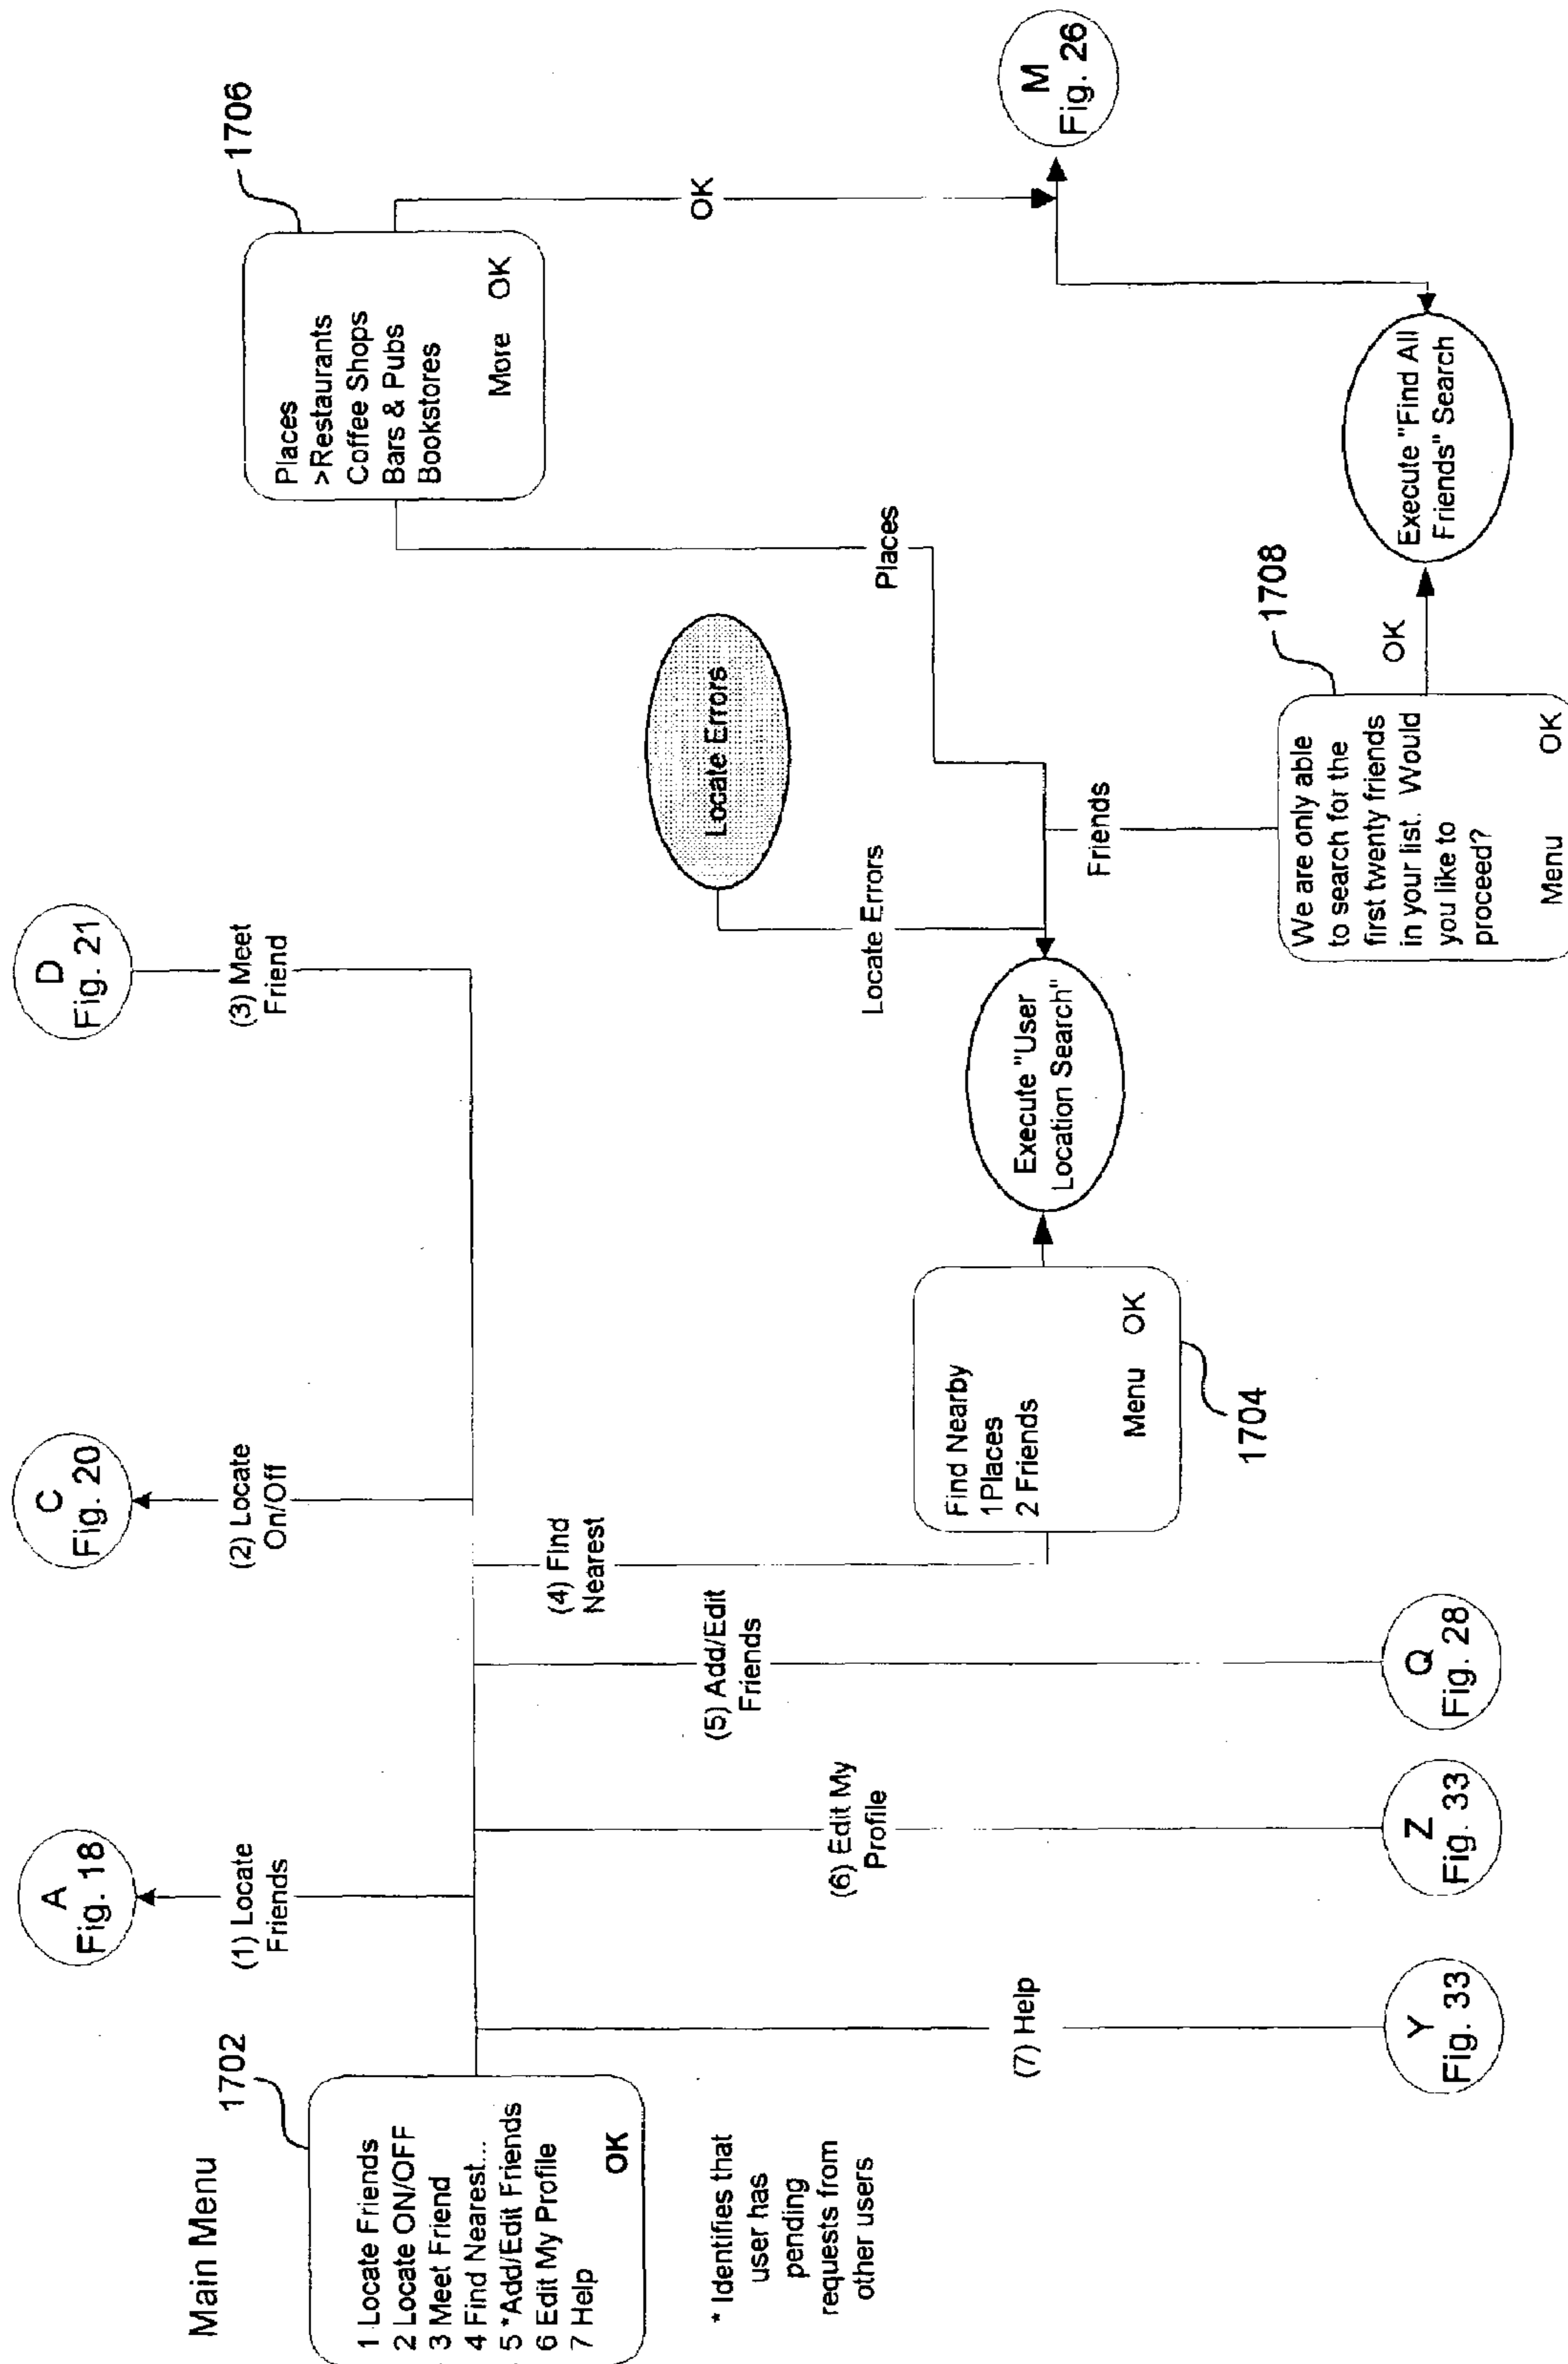 Main Menu
1702
1 Locate Friends
2 Locate ON/OFF
3 Meet Friend
4 Find Nearest...
5 *Add/Edit Friends
6 Edit My Profile
7 Help
OK
* Identifies that
user has
pending
requests from
other users
A
Fig. 18
(1) Locate
Friends
C
Fig. 20
(2) Locate
On/Off
D
Fig. 21
(3) Meet
Friend
(4) Find
Nearest
(5) Add/Edit
Friends
(6) Edit My
Profile
(7) Help
Y
Fig. 33
Z
Fig. 33
Q
Fig. 28
Find Nearby
1Places
2 Friends
Menu OK
1704
Execute "User
Location Search"
Locate Errors
Locate Errors
Places
Friends
1706
Places
>Restaurants
Coffee Shops
Bars & Pubs
Bookstores
More OK
OK
1708
We are only able
to search for the
first twenty friends
in your list. Would
you like to
proceed?
Menu OK
OK
Execute "Find All
Friends" Search
M
Fig. 26